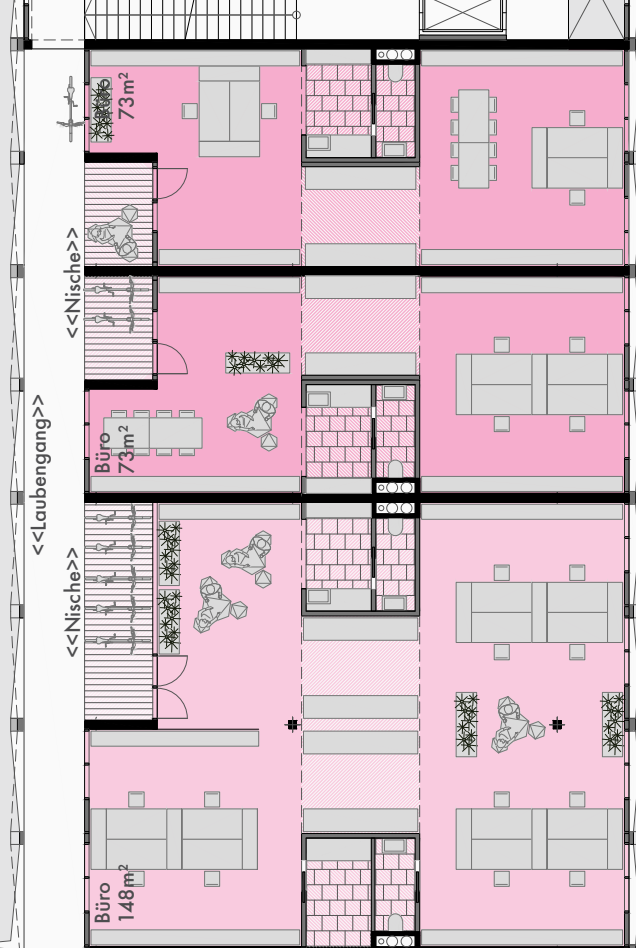 73m²
<<Nische>>
<<Laubengang>>
Büro
73m²
<<Nische>>
Büro
148m²